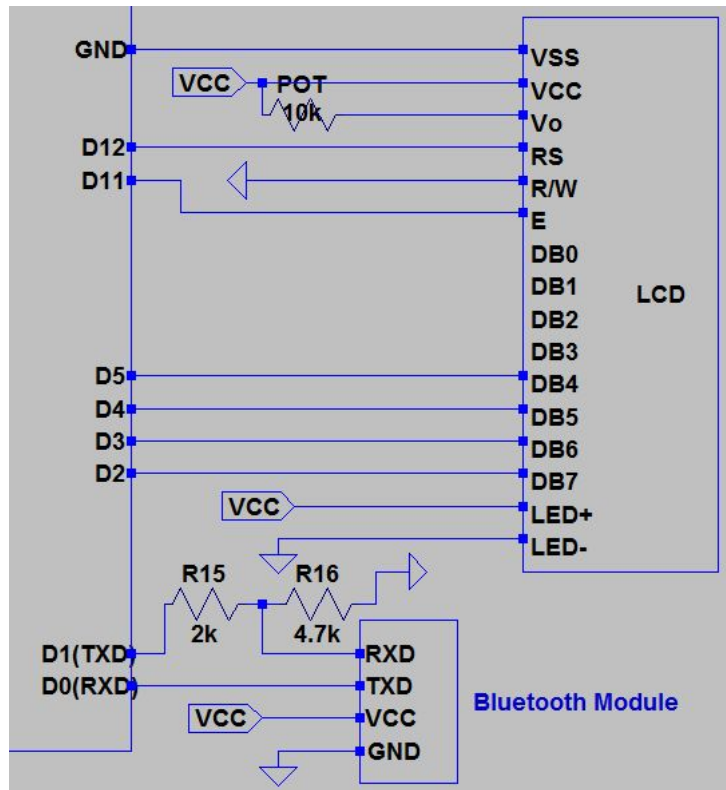 GND
VSS
VCC
POT
VCC
10k
Vo
D12
RS
D11
R/W
E
DB0
DB1
LCD
DB2
DB3
D5
DB4
D4
DB5
D3
DB6
D2
DB7
VCC
LED+
LED-
R15
R16
2k
4.7k
D1(TXD)
RXD
D0(RXD)
TXD
Bluetooth Module
VCC
VCC
GND